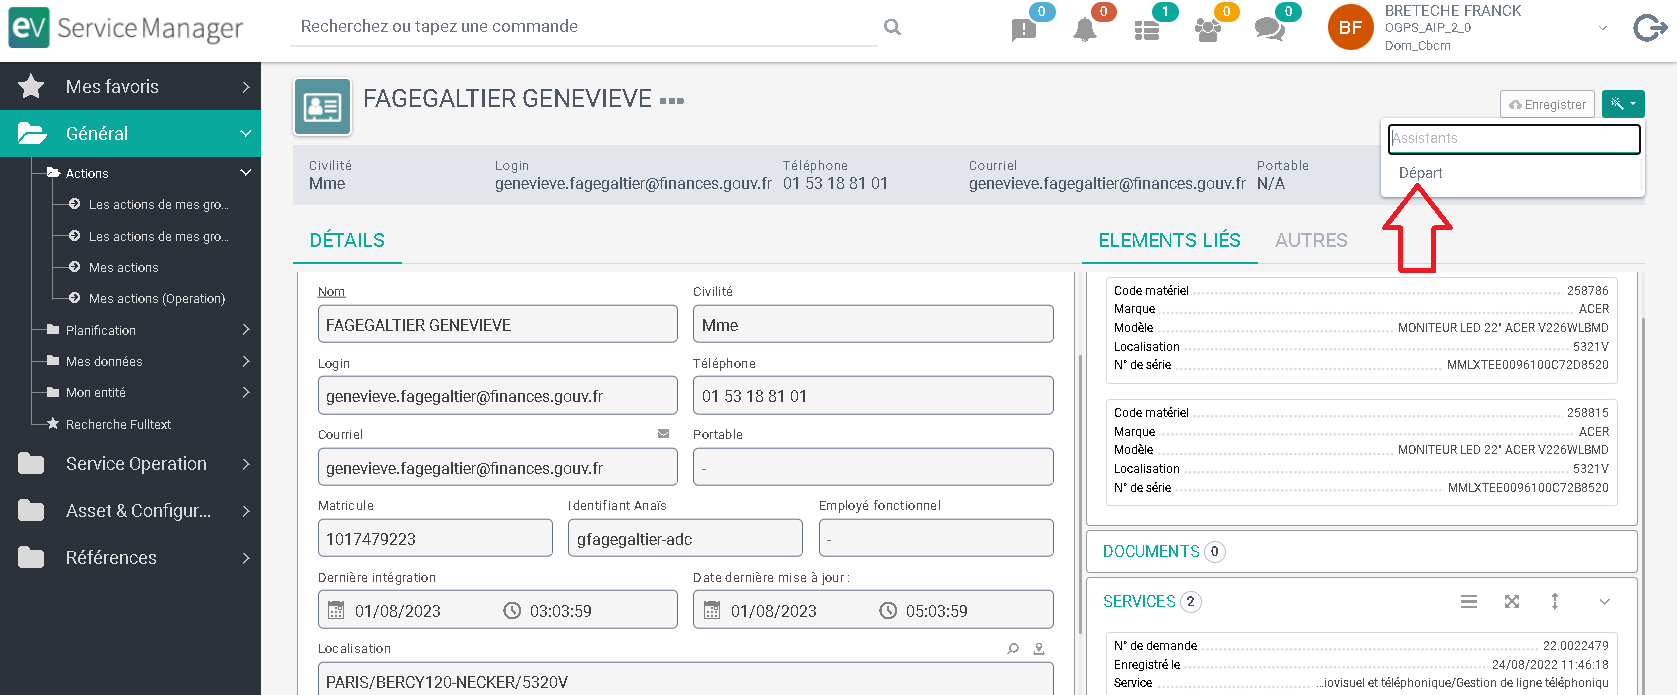 ev Service Manager
Recherchez ou tapez une commande
0
0
1
0
0
BF
BRETECHE FRANCK
OGPS_AIP_2_0
Dom_Cbcm
Mes favoris
Général
Actions
Les actions de mes gro...
Les actions de mes gro...
Mes actions
Mes actions (Operation)
Planification
Mes données
Mon entité
Recherche Fulltext
Service Operation
Asset & Configur...
Références
FAGEGALTIER GENEVIEVE
Enregistrer
Assistants
Départ
Civilité Login Téléphone Courriel Portable
Mme genevieve.fagegaltier@finances.gouv.fr 01 53 18 81 01 genevieve.fagegaltier@finances.gouv.fr N/A
DÉTAILS
Nom Civilité
FAGEGALTIER GENEVIEVE Mme
Login Téléphone
genevieve.fagegaltier@finances.gouv.fr 01 53 18 81 01
Courriel Portable
genevieve.fagegaltier@finances.gouv.fr -
Matricule Identifiant Anaïs Employé fonctionnel
1017479223 gfagegaltier-adc -
Dernière intégration Date dernière mise à jour :
01/08/2023 03:03:59 01/08/2023 05:03:59
Localisation
PARIS/BERCY120-NECKER/5320V
ELEMENTS LIÉS AUTRES
Code matériel 258786
Marque ACER
Modèle MONITEUR LED 22" ACER V226WLBMD
Localisation 5321V
N° de série MMLXTEE0096100C72D8520
Code matériel 258815
Marque ACER
Modèle MONITEUR LED 22" ACER V226WLBMD
Localisation 5321V
N° de série MMLXTEE0096100C72B8520
DOCUMENTS 0
SERVICES 2
N° de demande 22.0022479
Enregistré le 24/08/2022 11:46:18
Service ...iovisuel et téléphonique/Gestion de ligne téléphoniqu